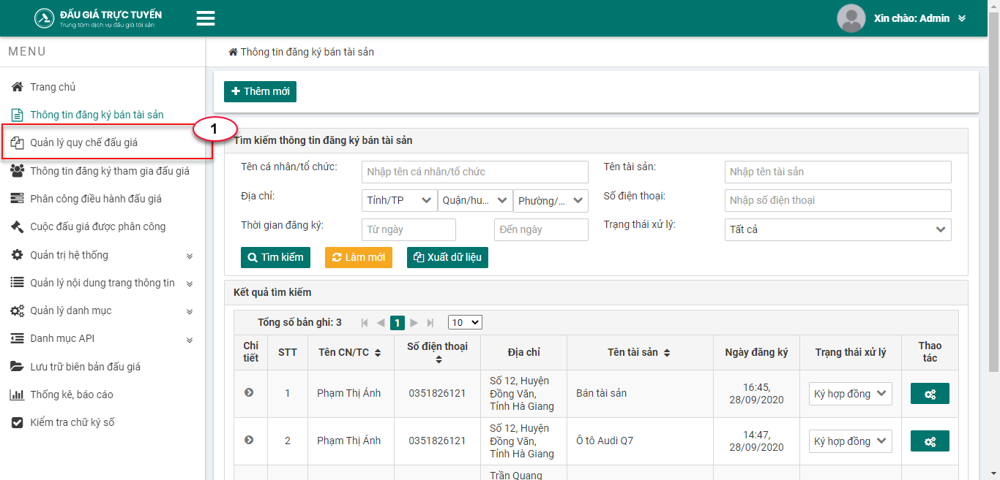 ĐẤU GIÁ TRỰC TUYẾN
Trung tâm dịch vụ đấu giá tài sản
Xin chào: Admin
MENU
Thông tin đăng ký bán tài sản
Trang chủ
Thông tin đăng ký bán tài sản
Quản lý quy chế đấu giá
1
Thông tin đăng ký tham gia đấu giá
Phân công điều hành đấu giá
Cuộc đấu giá được phân công
Quản trị hệ thống
Quản lý nội dung trang thông tin
Quản lý danh mục
Danh mục API
Lưu trữ biên bản đấu giá
Thống kê, báo cáo
Kiểm tra chữ ký số
Thêm mới
Tìm kiếm thông tin đăng ký bán tài sản
Tên cá nhân/tổ chức: Nhập tên cá nhân/tổ chức Tên tài sản: Nhập tên tài sản
Địa chỉ: Tỉnh/TP Quận/hu... Phường/... Số điện thoại: Nhập số điện thoại
Thời gian đăng ký: Từ ngày Đến ngày Trạng thái xử lý: Tất cả
Tìm kiếm Làm mới Xuất dữ liệu
Kết quả tìm kiếm
Tổng số bản ghi: 3 1 10
Chi tiết STT Tên CN/TC Số điện thoại Địa chỉ Tên tài sản Ngày đăng ký Trạng thái xử lý Thao tác
1 Phạm Thị Ánh 0351826121 Số 12, Huyện Đồng Văn, Tỉnh Hà Giang Bán tài sản 16:45, 28/09/2020 Ký hợp đồng
2 Phạm Thị Ánh 0351826121 Số 12, Huyện Đồng Văn, Tỉnh Hà Giang Ô tô Audi Q7 14:47, 28/09/2020 Ký hợp đồng
Trần Quang